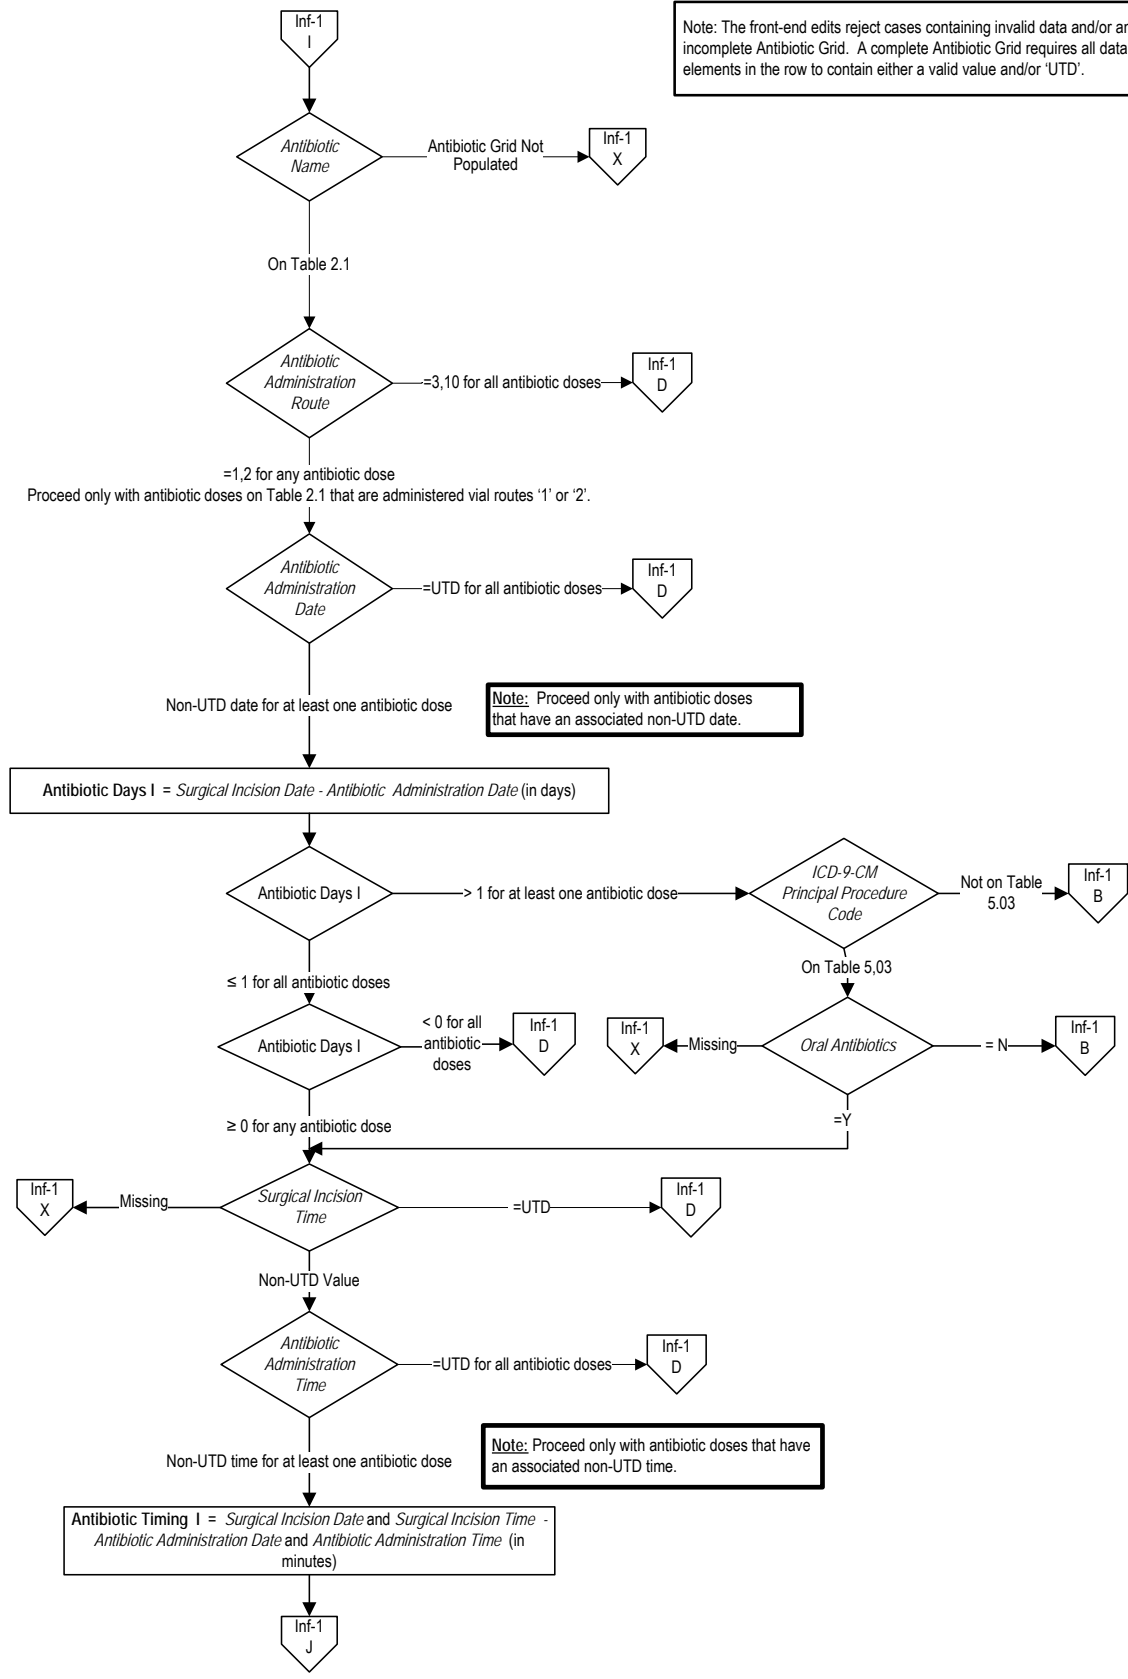 Inf-1
I
Note: The front-end edits reject cases containing invalid data and/or an
incomplete Antibiotic Grid. A complete Antibiotic Grid requires all data
elements in the row to contain either a valid value and/or ‘UTD’.
Antibiotic
Name
Antibiotic Grid Not
Populated
Inf-1
X
On Table 2.1
Antibiotic
Administration
Route
=3,10 for all antibiotic doses
Inf-1
D
=1,2 for any antibiotic dose
Proceed only with antibiotic doses on Table 2.1 that are administered vial routes ‘1’ or ‘2’.
Antibiotic
Administration
Date
=UTD for all antibiotic doses
Inf-1
D
Non-UTD date for at least one antibiotic dose
Note: Proceed only with antibiotic doses
that have an associated non-UTD date.
Antibiotic Days I = Surgical Incision Date - Antibiotic Administration Date (in days)
Antibiotic Days I
> 1 for at least one antibiotic dose
ICD-9-CM
Principal Procedure
Code
Not on Table
5.03
Inf-1
B
≤ 1 for all antibiotic doses
On Table 5,03
Antibiotic Days I
< 0 for all
antibiotic
doses
Inf-1
D
Inf-1
X
Missing
Oral Antibiotics
= N
Inf-1
B
≥ 0 for any antibiotic dose
=Y
Inf-1
X
Missing
Surgical Incision
Time
=UTD
Inf-1
D
Non-UTD Value
Antibiotic
Administration
Time
=UTD for all antibiotic doses
Inf-1
D
Non-UTD time for at least one antibiotic dose
Note: Proceed only with antibiotic doses that have
an associated non-UTD time.
Antibiotic Timing I = Surgical Incision Date and Surgical Incision Time -
Antibiotic Administration Date and Antibiotic Administration Time (in
minutes)
Inf-1
J